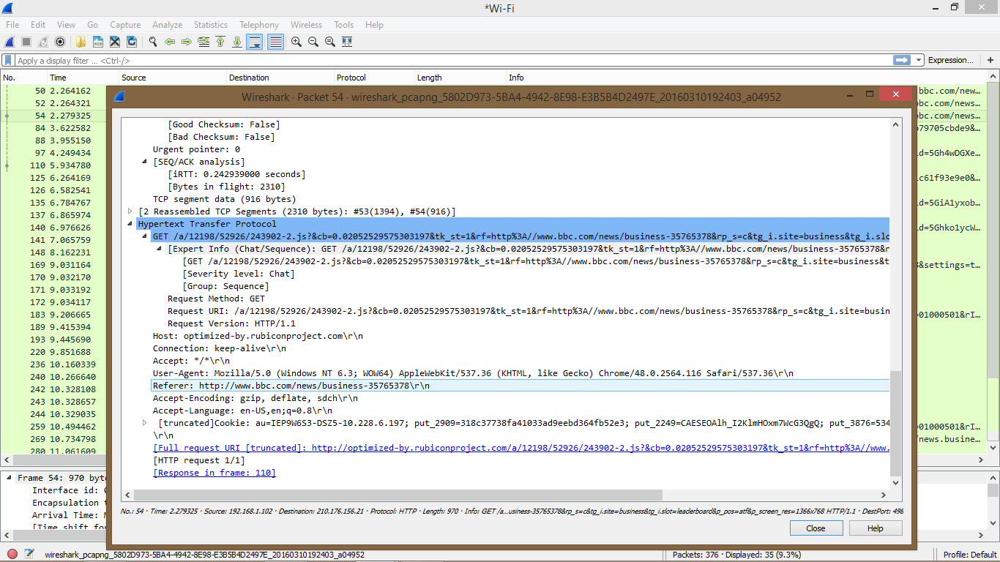 *Wi-Fi
File Edit View Go Capture Analyze Statistics Telephony Wireless Tools Help
Apply a display filter ... <Ctrl-/>
Expression... +
No. Time Source Destination Protocol Length Info
50 2.264162
bbc.com/new...
52 2.264321
bbc.com/news...
54 2.279325
bbc.com/news...
84 3.622582
79705cbde9&...
88 3.955150
97 4.249434
d=5Gh4wDGXe...
110 5.934780
125 6.264169
c61f93e9e0&...
126 6.582541
135 6.784767
d=5GiA1yxob...
137 6.865974
140 6.976626
d=5Ghko1ycW...
141 7.065759
148 8.162231
169 9.031164
&settings=t...
170 9.032170
171 9.033192
172 9.034117
183 9.206665
=01000501&rI...
189 9.415394
193 9.445690
220 9.851688
236 10.160339
240 10.266640
242 10.328108
243 10.328657
244 10.329035
259 10.494462
=01000501&rI...
269 10.734798
/news.busine...
280 11.061609
Wireshark · Packet 54 · wireshark_pcapng_5802D973-5BA4-4942-8E98-E3B5B4D2497E_20160310192403_a04952
[Good Checksum: False]
[Bad Checksum: False]
Urgent pointer: 0
[SEQ/ACK analysis]
[iRTT: 0.242939000 seconds]
[Bytes in flight: 2310]
TCP segment data (916 bytes)
[2 Reassembled TCP Segments (2310 bytes): #53(1394), #54(916)]
Hypertext Transfer Protocol
GET /a/12198/52926/243902-2.js?&cb=0.02052529575303197&tk_st=1&rf=http%3A//www.bbc.com/news/business-35765378&rp_s=c&tg_i.site=business&tg_i.slo
[Expert Info (Chat/Sequence): GET /a/12198/52926/243902-2.js?&cb=0.02052529575303197&tk_st=1&rf=http%3A//www.bbc.com/news/business-35765378&r
[GET /a/12198/52926/243902-2.js?&cb=0.02052529575303197&tk_st=1&rf=http%3A//www.bbc.com/news/business-35765378&rp_s=c&tg_i.site=business&t
[Severity level: Chat]
[Group: Sequence]
Request Method: GET
Request URI: /a/12198/52926/243902-2.js?&cb=0.02052529575303197&tk_st=1&rf=http%3A//www.bbc.com/news/business-35765378&rp_s=c&tg_i.site=busin
Request Version: HTTP/1.1
Host: optimized-by.rubiconproject.com\r\n
Connection: keep-alive\r\n
Accept: */*\r\n
User-Agent: Mozilla/5.0 (Windows NT 6.3; WOW64) AppleWebKit/537.36 (KHTML, like Gecko) Chrome/48.0.2564.116 Safari/537.36\r\n
Referer: http://www.bbc.com/news/business-35765378\r\n
Accept-Encoding: gzip, deflate, sdch\r\n
Accept-Language: en-US,en;q=0.8\r\n
[truncated]Cookie: au=IEP9W6S3-DSZ5-10.228.6.197; put_2909=318c37738fa41033ad9eebd364fb52e3; put_2249=CAESEOAlh_I2KlmHOxm7WcG3QgQ; put_3876=534
\r\n
[Full request URI [truncated]: http://optimized-by.rubiconproject.com/a/12198/52926/243902-2.js?&cb=0.02052529575303197&tk_st=1&rf=http%3A//www.
[HTTP request 1/1]
[Response in frame: 110]
No.: 54 · Time: 2.279325 · Source: 192.168.1.102 · Destination: 210.176.156.21 · Protocol: HTTP · Length: 970 · Info: GET /a...usiness-35765378&rp_s=c&tg_i.site=business&tg_i.slot=leaderboard&p_pos=atf&p_screen_res=1366x768 HTTP/1.1 · DestPort: 498
Close Help
Frame 54: 970 byte
Interface id: 0
Encapsulation t
Arrival Time: M
[Time shift for
wireshark_pcapng_5802D973-5BA4-4942-8E98-E3B5B4D2497E_20160310192403_a04952
Packets: 376 · Displayed: 35 (9.3%)
Profile: Default